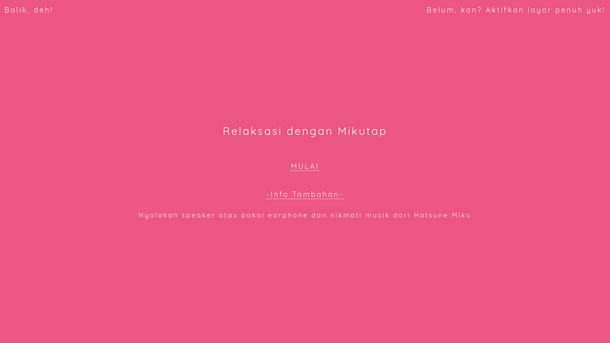 Balik, deh!
Belum, kan? Aktifkan layar penuh yuk!
Relaksasi dengan Mikutap
MULAI
-Info Tambahan-
Nyalakan speaker atau pakai earphone dan nikmati musik dari Hatsune Miku